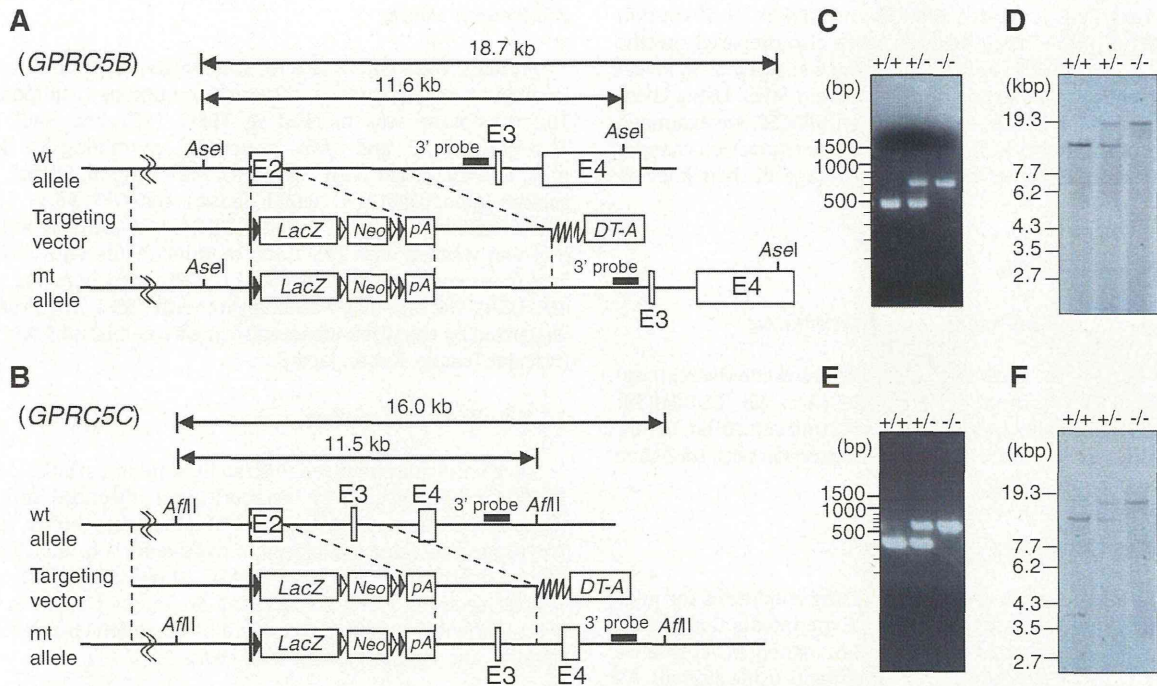 A
(GPRC5B)
18.7 kb
11.6 kb
wt allele
AseI
E2
3' probe
E3
AseI
E4
Targeting vector
LacZ
Neo
pA
DT-A
mt allele
AseI
LacZ
Neo
pA
3' probe
E3
AseI
E4
B
(GPRC5C)
16.0 kb
11.5 kb
wt allele
AflII
E2
E3
E4
3' probe
AflII
Targeting vector
LacZ
Neo
pA
DT-A
mt allele
AflII
LacZ
Neo
pA
E3
E4
3' probe
AflII
C
+/+ +/- -/-
(bp)
1500
1000
500
D
+/+ +/- -/-
(kbp)
19.3
7.7
6.2
4.3
3.5
2.7
E
+/+ +/- -/-
(bp)
1500
1000
500
F
+/+ +/- -/-
(kbp)
19.3
7.7
6.2
4.3
3.5
2.7